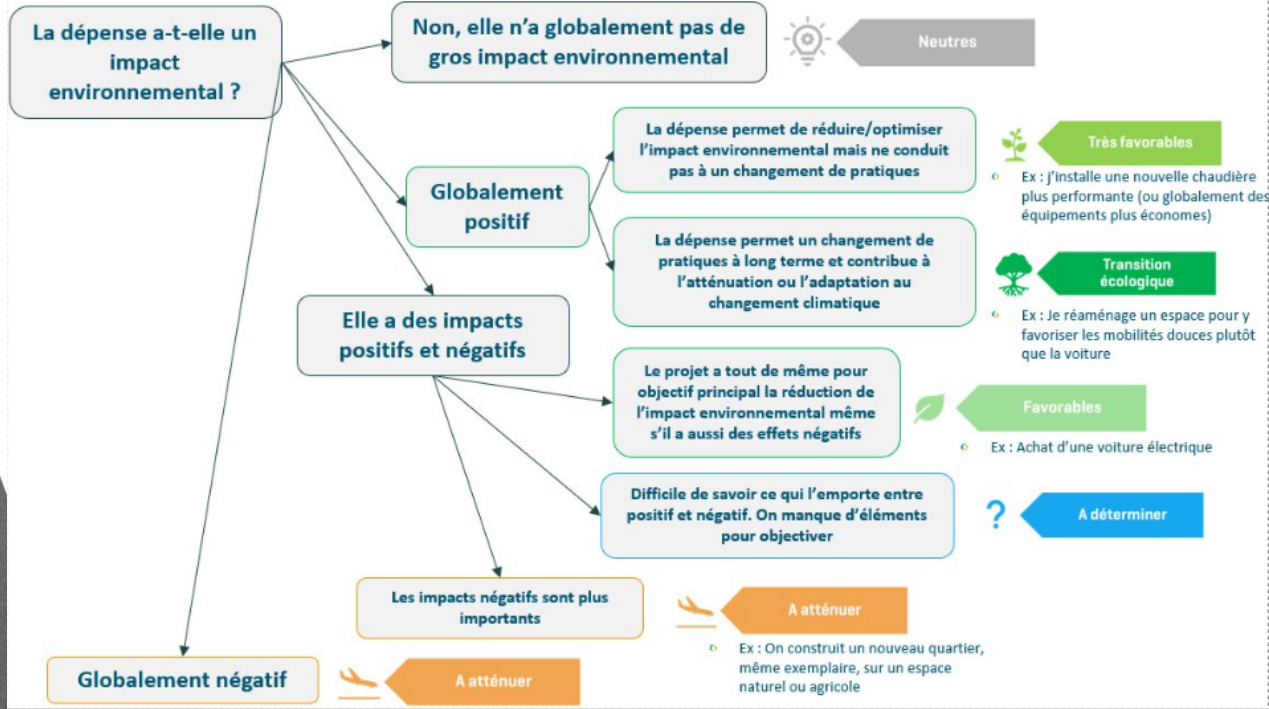 La dépense a-t-elle un
impact
environnemental ?
Non, elle n'a globalement pas de
gros impact environnemental
Neutres
Globalement
positif
La dépense permet de réduire/optimiser
l'impact environnemental mais ne conduit
pas à un changement de pratiques
Très favorables
Ex : j'installe une nouvelle chaudière
plus performante (ou globalement des
équipements plus économes)
La dépense permet un changement de
pratiques à long terme et contribue à
l'atténuation ou l'adaptation au
changement climatique
Transition
écologique
Ex : Je réaménage un espace pour y
favoriser les mobilités douces plutôt
que la voiture
Elle a des impacts
positifs et négatifs
Le projet a tout de même pour
objectif principal la réduction de
l'impact environnemental même
s'il a aussi des effets négatifs
Favorables
Ex : Achat d'une voiture électrique
Difficile de savoir ce qui l'emporte entre
positif et négatif. On manque d'éléments
pour objectiver
?
A déterminer
Les impacts négatifs sont plus
importants
A atténuer
Ex : On construit un nouveau quartier,
même exemplaire, sur un espace
naturel ou agricole
Globalement négatif
A atténuer